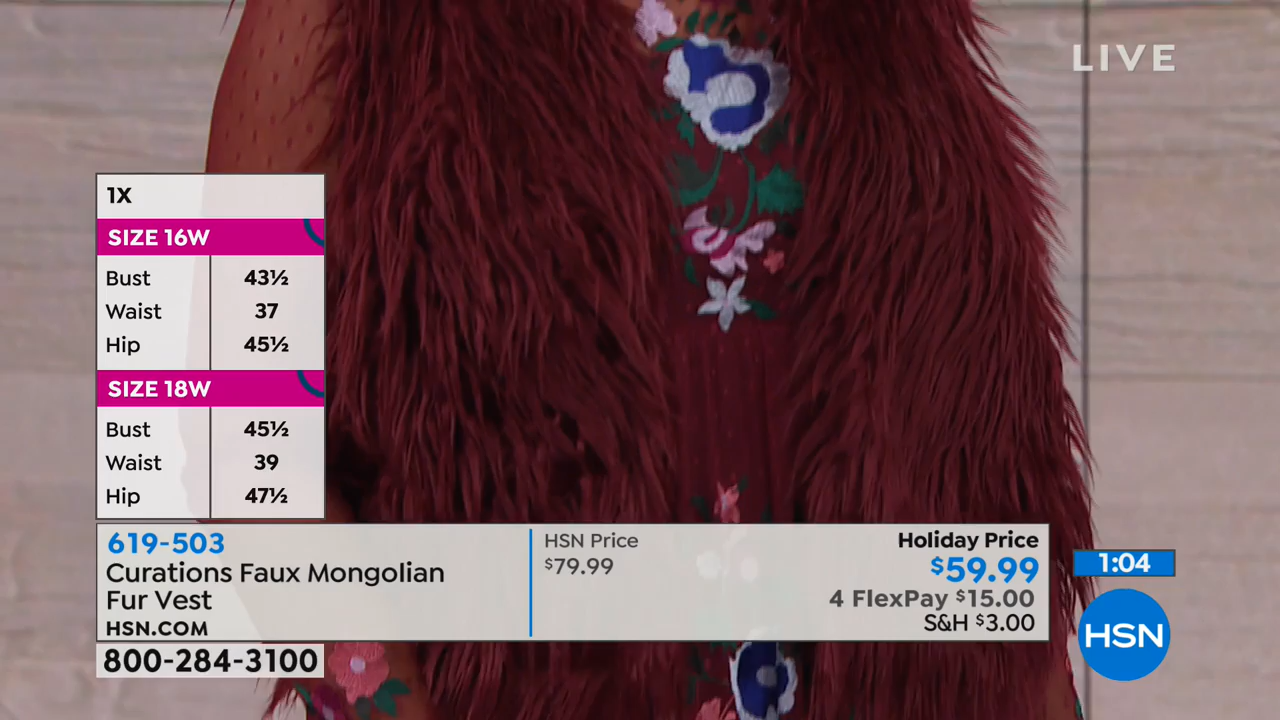 LIVE
1X
SIZE 16W
Bust 43½
Waist 37
Hip 45½
SIZE 18W
Bust 45½
Waist 39
Hip 47½
619-503
Curations Faux Mongolian
Fur Vest
HSN.COM
800-284-3100
HSN Price
$79.99
Holiday Price
$59.99
4 FlexPay $15.00
S&H $3.00
1:04
HSN